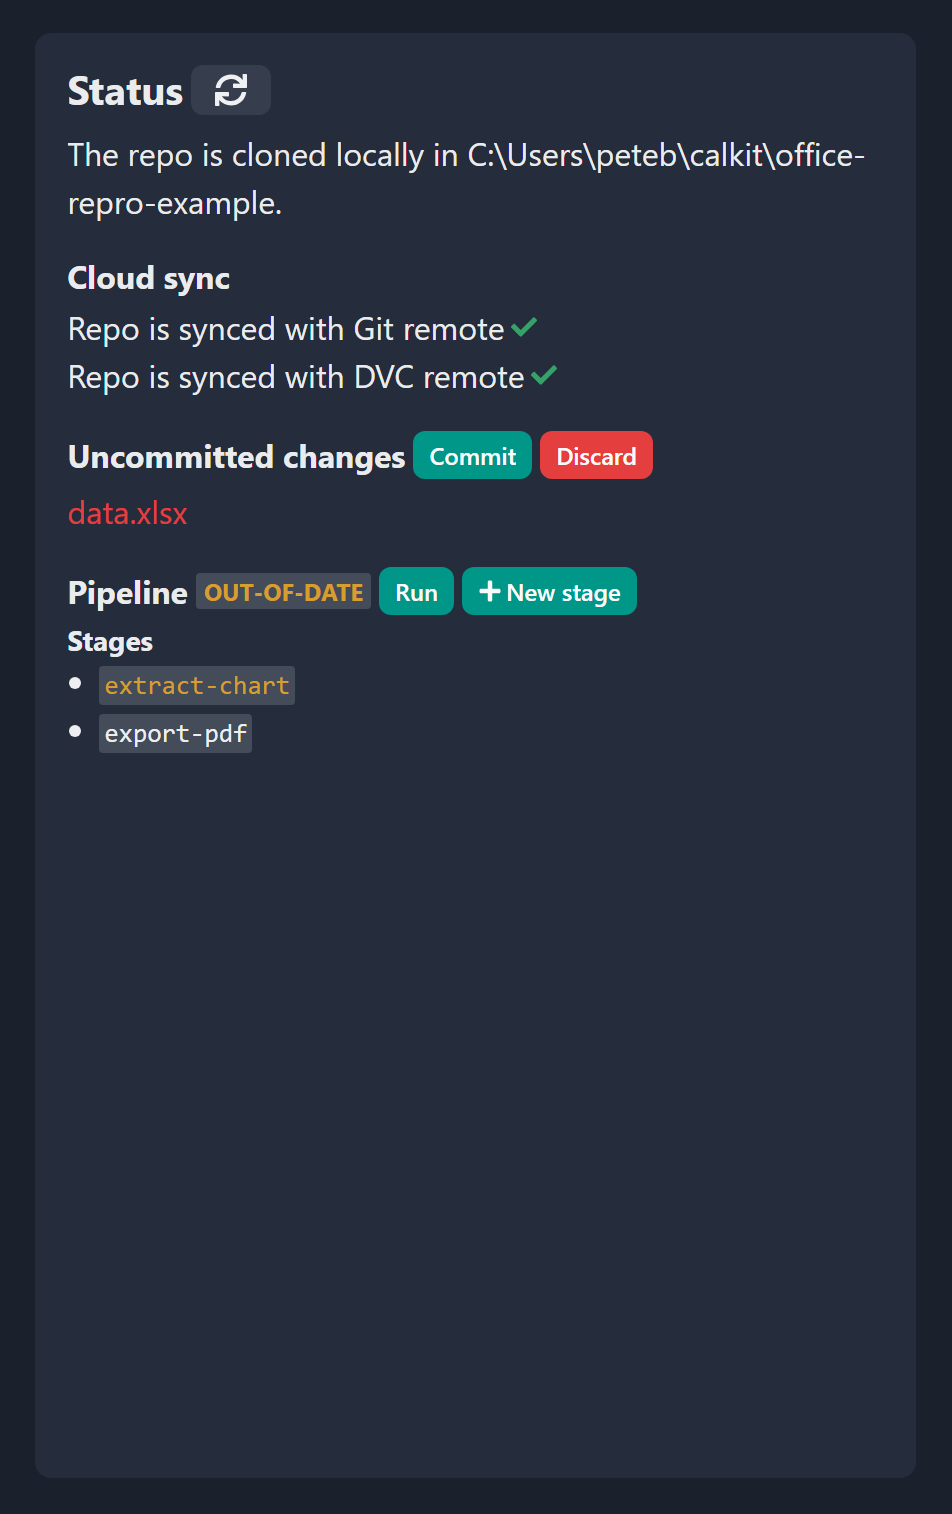 Status
The repo is cloned locally in C:\Users\peteb\calkit\office-
repro-example.
Cloud sync
Repo is synced with Git remote
Repo is synced with DVC remote
Uncommitted changes Commit Discard
data.xlsx
Pipeline OUT-OF-DATE Run New stage
Stages
extract-chart
export-pdf